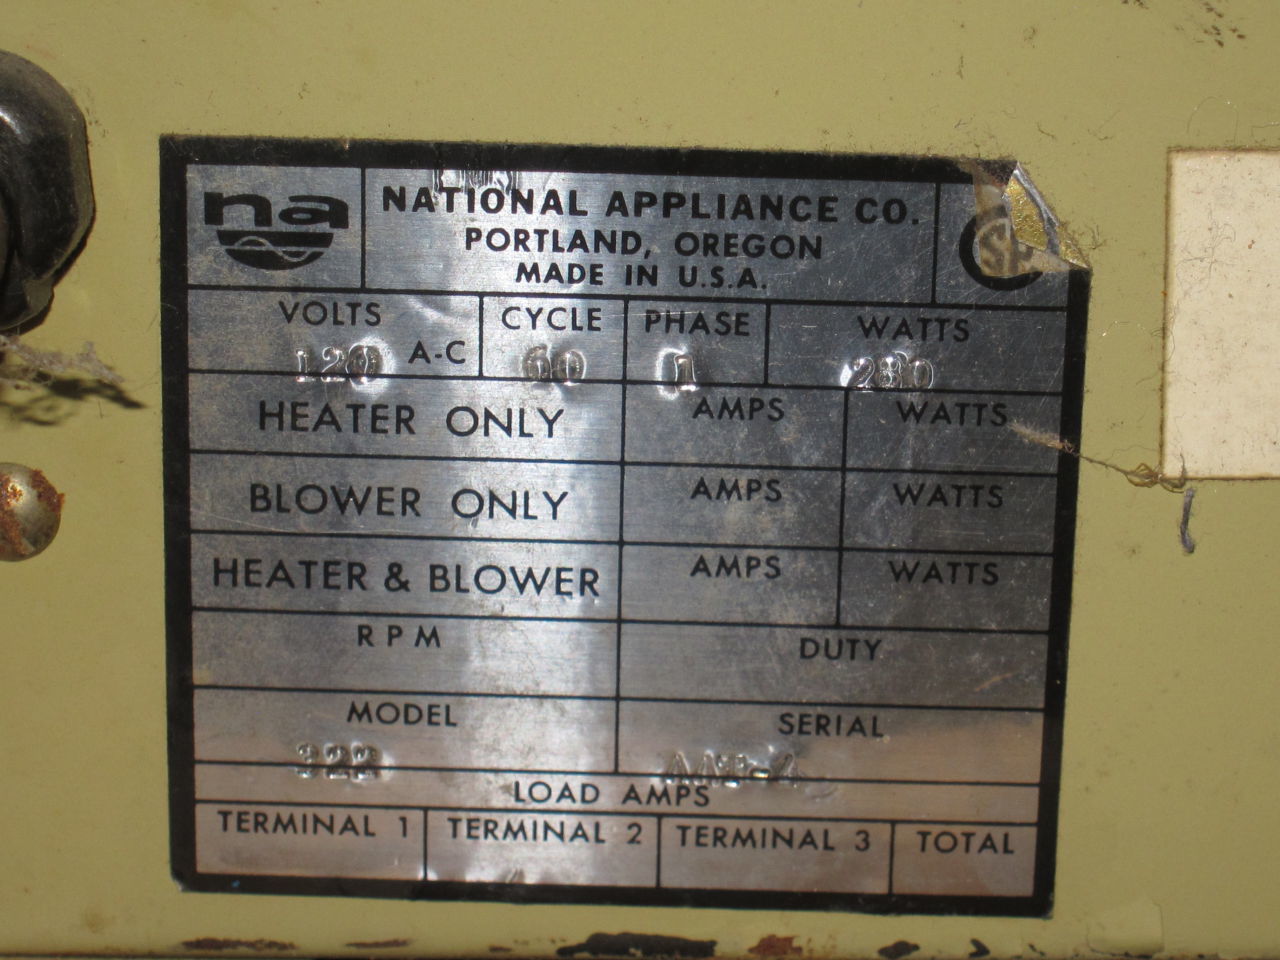 na
NATIONAL APPLIANCE CO.
PORTLAND, OREGON
MADE IN U.S.A.
VOLTS CYCLE PHASE WATTS
120 A-C 60 1 280
HEATER ONLY AMPS WATTS
BLOWER ONLY AMPS WATTS
HEATER & BLOWER AMPS WATTS
RPM DUTY
MODEL SERIAL
322
LOAD AMPS
TERMINAL 1 TERMINAL 2 TERMINAL 3 TOTAL